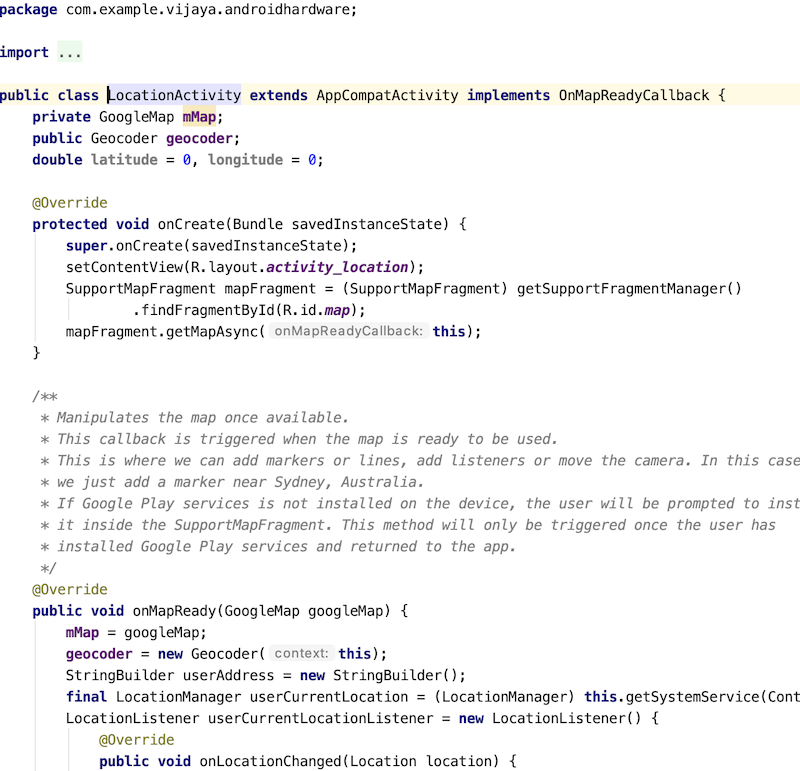 package com.example.vijaya.androidhardware;
import ...
public class LocationActivity extends AppCompatActivity implements OnMapReadyCallback {
    private GoogleMap mMap;
    public Geocoder geocoder;
    double latitude = 0, longitude = 0;
    @Override
    protected void onCreate(Bundle savedInstanceState) {
        super.onCreate(savedInstanceState);
        setContentView(R.layout.activity_location);
        SupportMapFragment mapFragment = (SupportMapFragment) getSupportFragmentManager()
                .findFragmentById(R.id.map);
        mapFragment.getMapAsync( onMapReadyCallback: this);
    }
    /**
     * Manipulates the map once available.
     * This callback is triggered when the map is ready to be used.
     * This is where we can add markers or lines, add listeners or move the camera. In this case
     * we just add a marker near Sydney, Australia.
     * If Google Play services is not installed on the device, the user will be prompted to inst
     * it inside the SupportMapFragment. This method will only be triggered once the user has
     * installed Google Play services and returned to the app.
     */
    @Override
    public void onMapReady(GoogleMap googleMap) {
        mMap = googleMap;
        geocoder = new Geocoder( context: this);
        StringBuilder userAddress = new StringBuilder();
        final LocationManager userCurrentLocation = (LocationManager) this.getSystemService(Cont
        LocationListener userCurrentLocationListener = new LocationListener() {
            @Override
            public void onLocationChanged(Location location) {